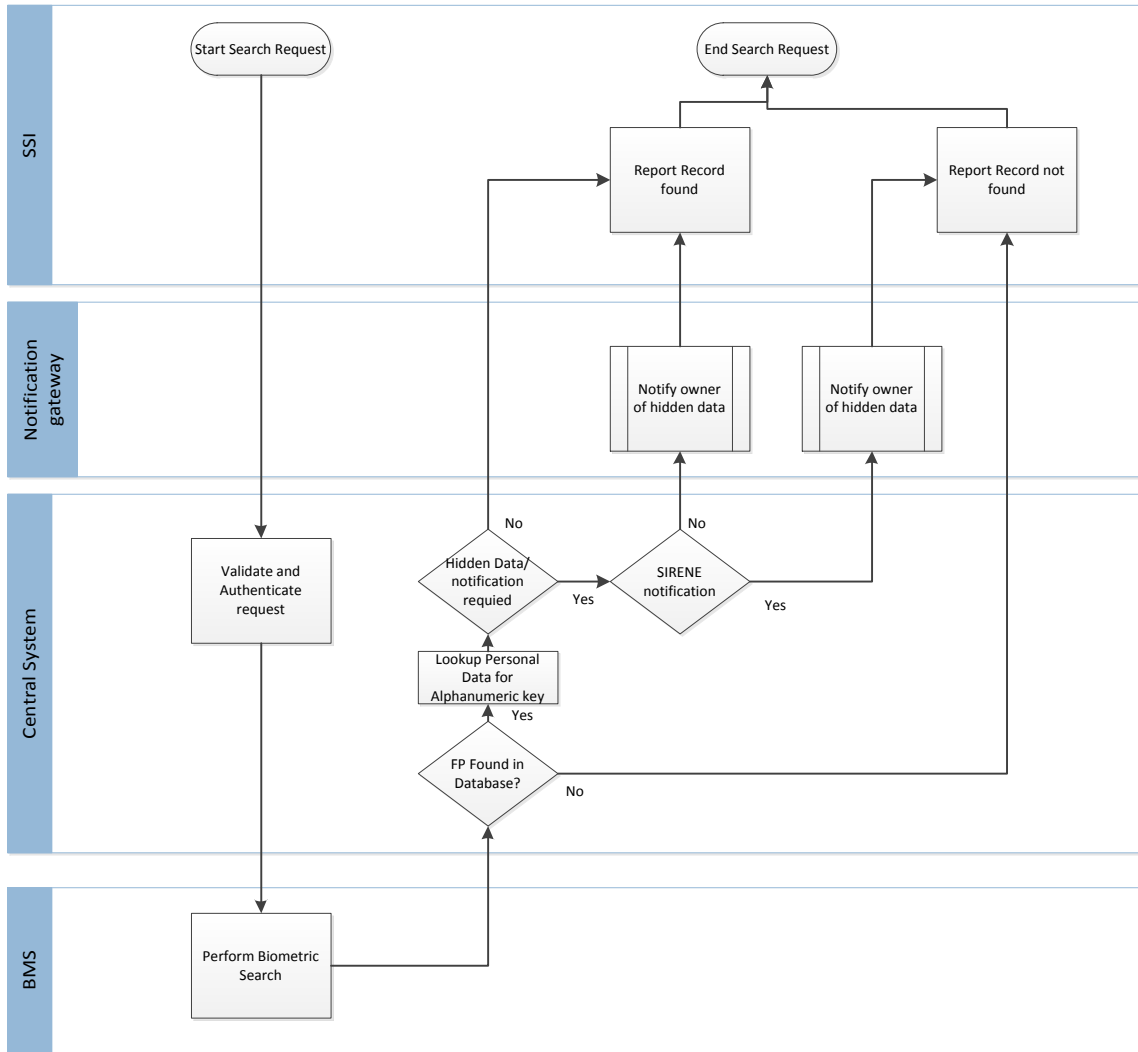 SSI
Start Search Request
End Search Request
Report Record
found
Report Record not
found
Notification
gateway
Notify owner
of hidden data
Notify owner
of hidden data
Central System
Validate and
Authenticate
request
No
Hidden Data/
notification
requied
Yes
No
SIRENE
notification
Yes
Lookup Personal
Data for
Alphanumeric key
Yes
FP Found in
Database?
No
BMS
Perform Biometric
Search